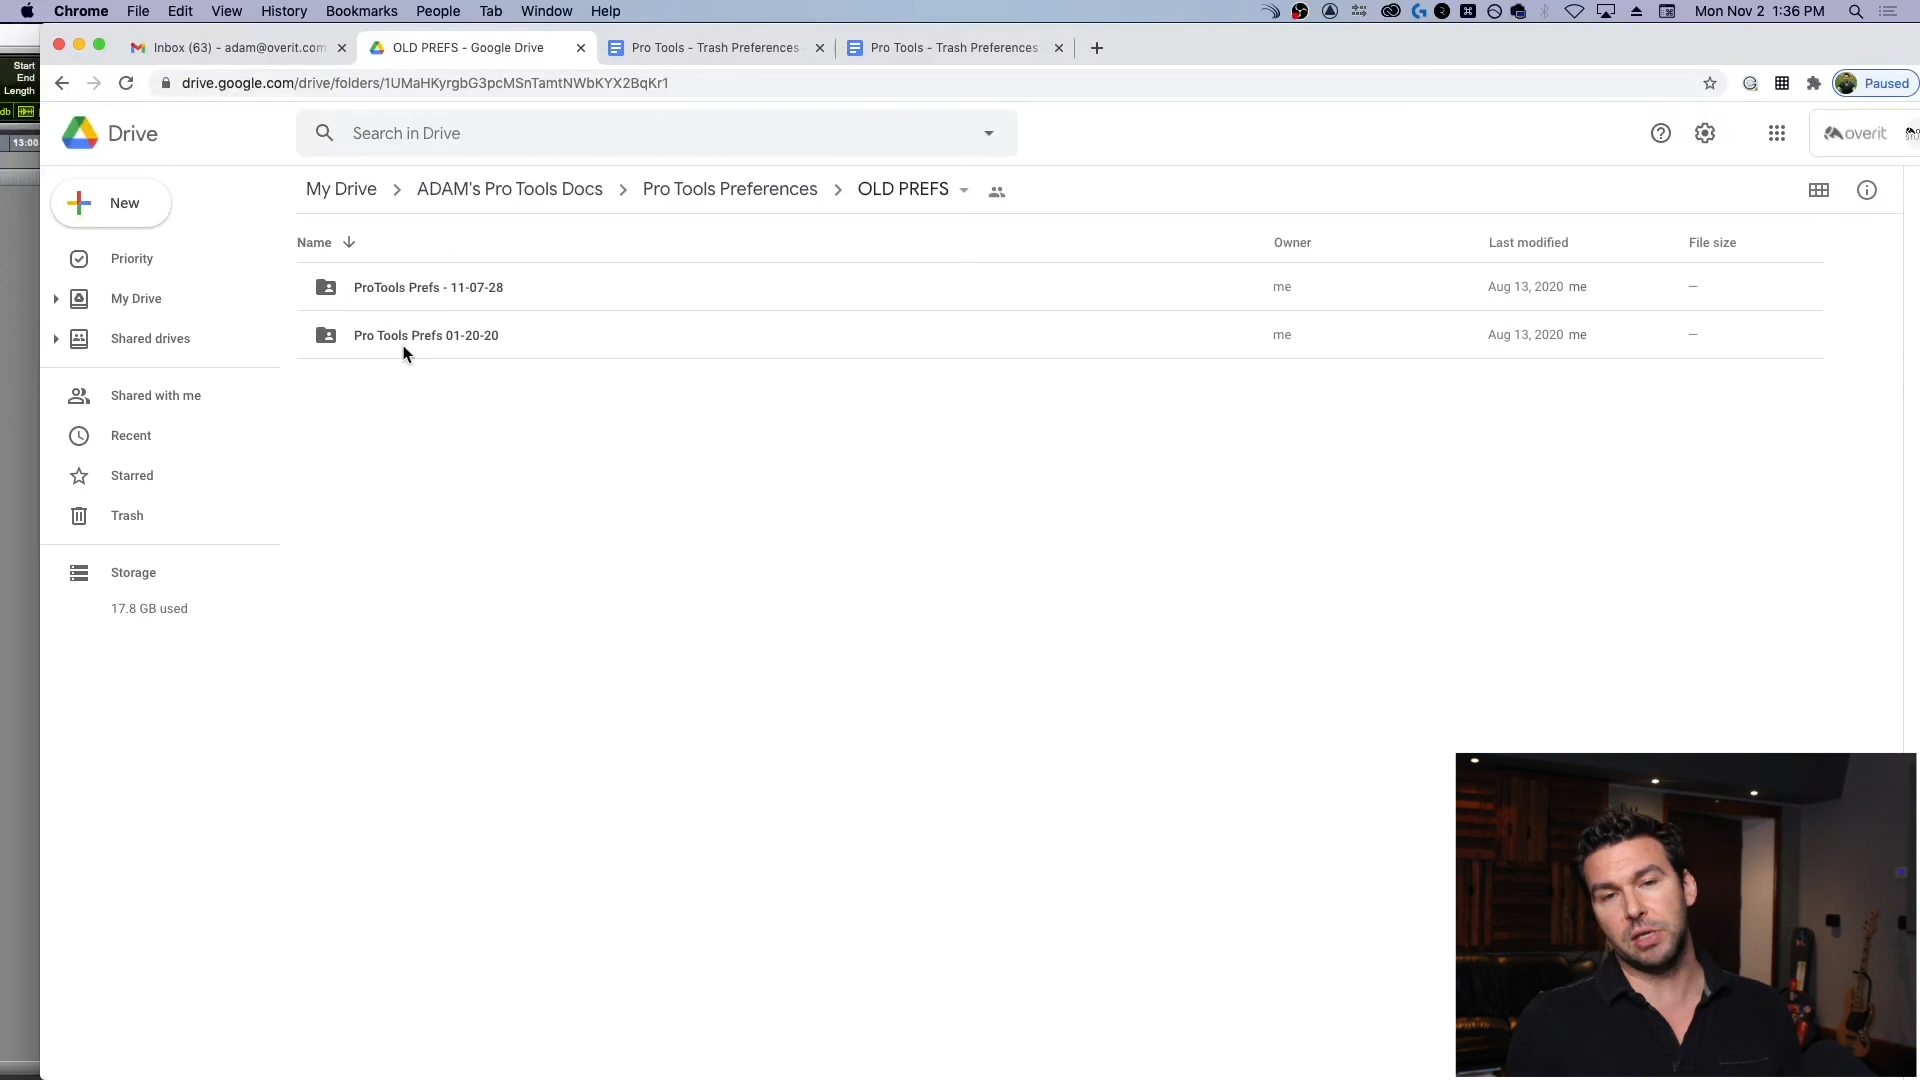 Chrome File Edit View History Bookmarks People Tab Window Help Mon Nov 2 1:36 PM
Start
End
Length
Inbox (63) - adam@overit.com
OLD PREFS - Google Drive
Pro Tools - Trash Preferences
Pro Tools - Trash Preferences
drive.google.com/drive/folders/1UMaHKyrgbG3pcMSnTamtNWbKYX2BqKr1
Paused
13:00
Drive
Search in Drive
overit
New
My Drive > ADAM's Pro Tools Docs > Pro Tools Preferences > OLD PREFS
Name Owner Last modified File size
ProTools Prefs - 11-07-28 me Aug 13, 2020 me —
Pro Tools Prefs 01-20-20 me Aug 13, 2020 me —
Priority
My Drive
Shared drives
Shared with me
Recent
Starred
Trash
Storage
17.8 GB used